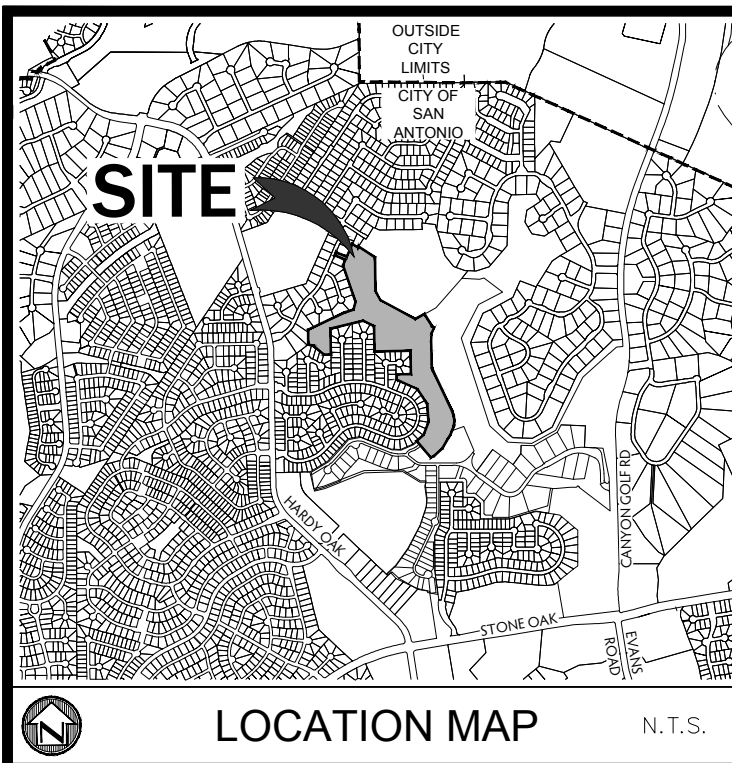 OUTSIDE
CITY
LIMITS
CITY OF
SAN
ANTONIO
SITE
HARDY OAK
CANYON GOLF RD
STONE OAK
EVANS
ROAD
N
LOCATION MAP
N.T.S.